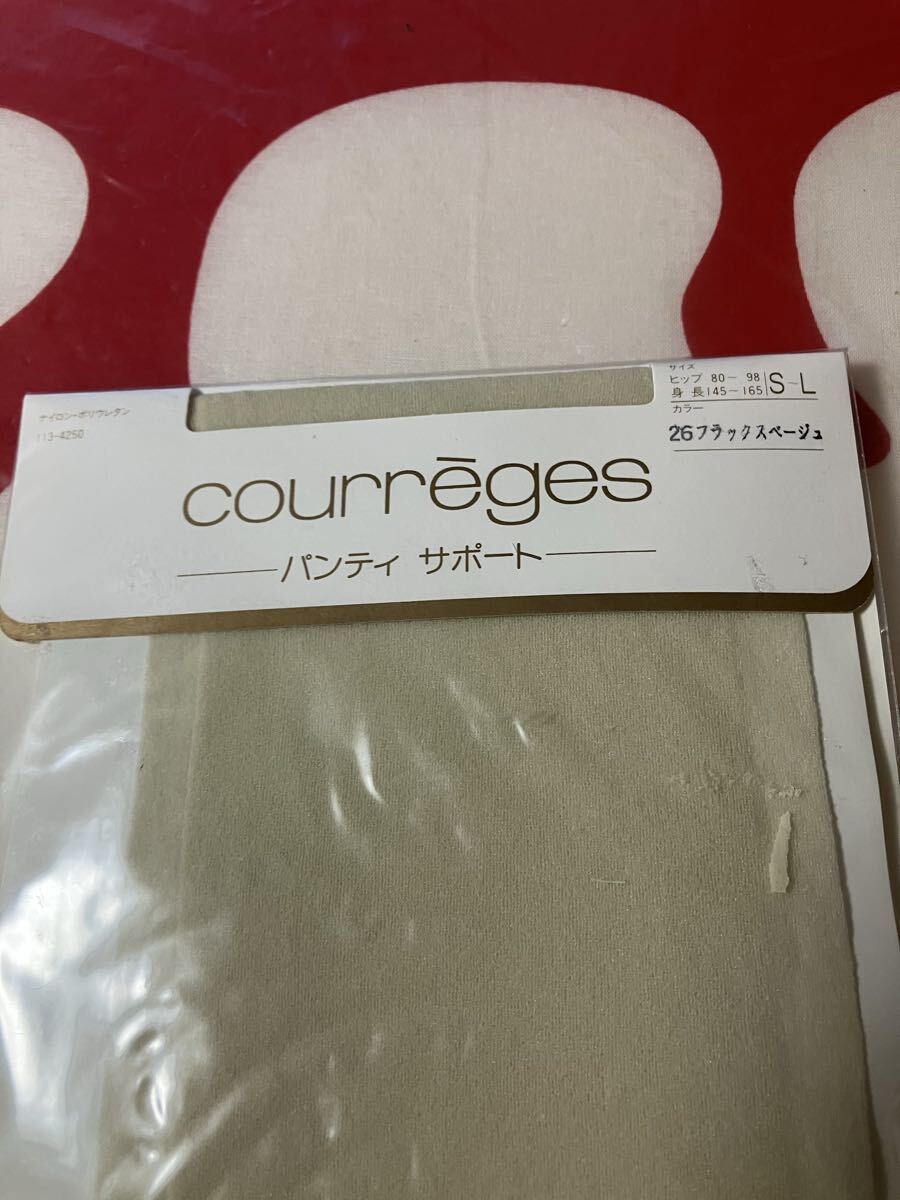 ナイロン・ポリウレタン
113-4250
サイズ
ヒップ 80〜98
身長 145〜165 S〜L
カラー
26フラックスベージュ
courrēges
パンティ サポート